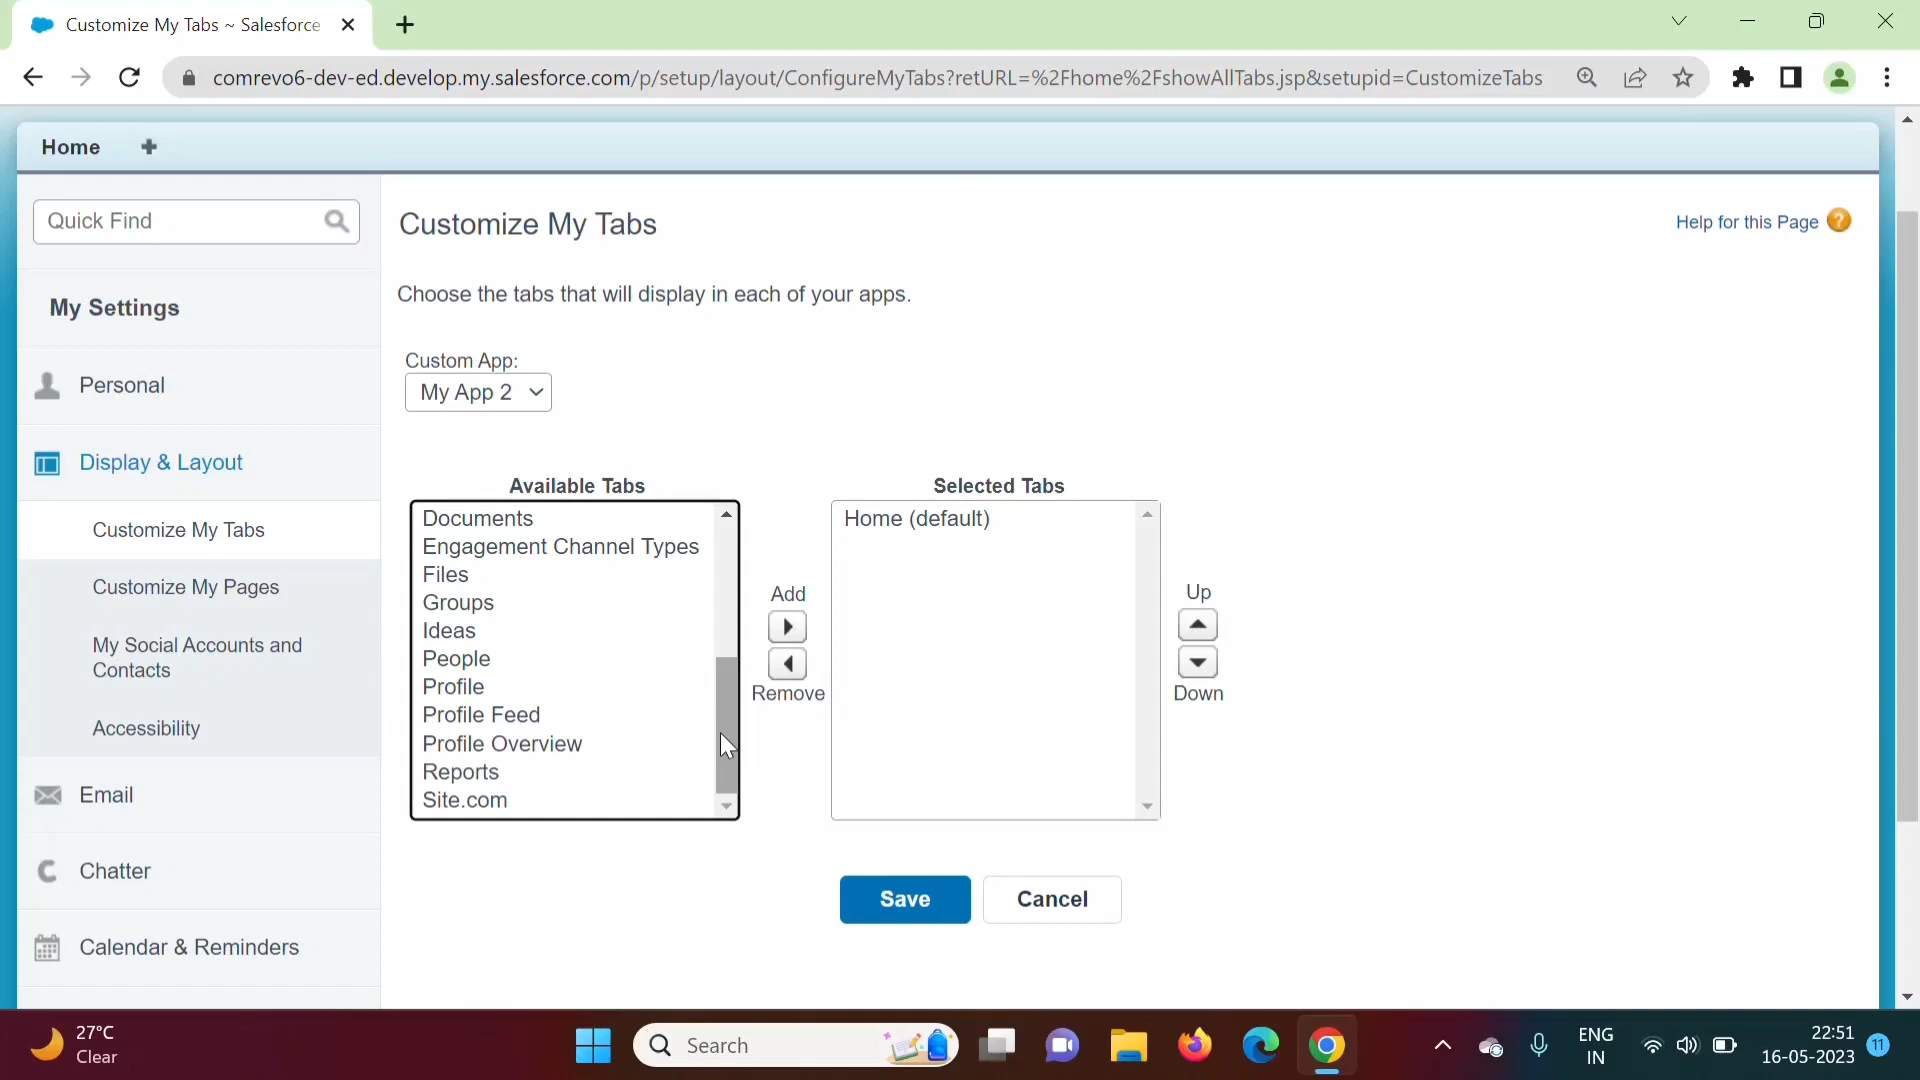 Customize My Tabs ~ Salesforce
comrevo6-dev-ed.develop.my.salesforce.com/p/setup/layout/ConfigureMyTabs?retURL=%2Fhome%2FshowAllTabs.jsp&setupid=CustomizeTabs
Home
Quick Find
My Settings
Personal
Display & Layout
Customize My Tabs
Customize My Pages
My Social Accounts and
Contacts
Accessibility
Email
Chatter
Calendar & Reminders
Customize My Tabs
Help for this Page
?
Choose the tabs that will display in each of your apps.
Custom App:
My App 2
Available Tabs
Documents
Engagement Channel Types
Files
Groups
Ideas
People
Profile
Profile Feed
Profile Overview
Reports
Site.com
Add
Remove
Selected Tabs
Home (default)
Up
Down
Save
Cancel
27°C
Clear
Search
ENG
IN
22:51
16-05-2023
11